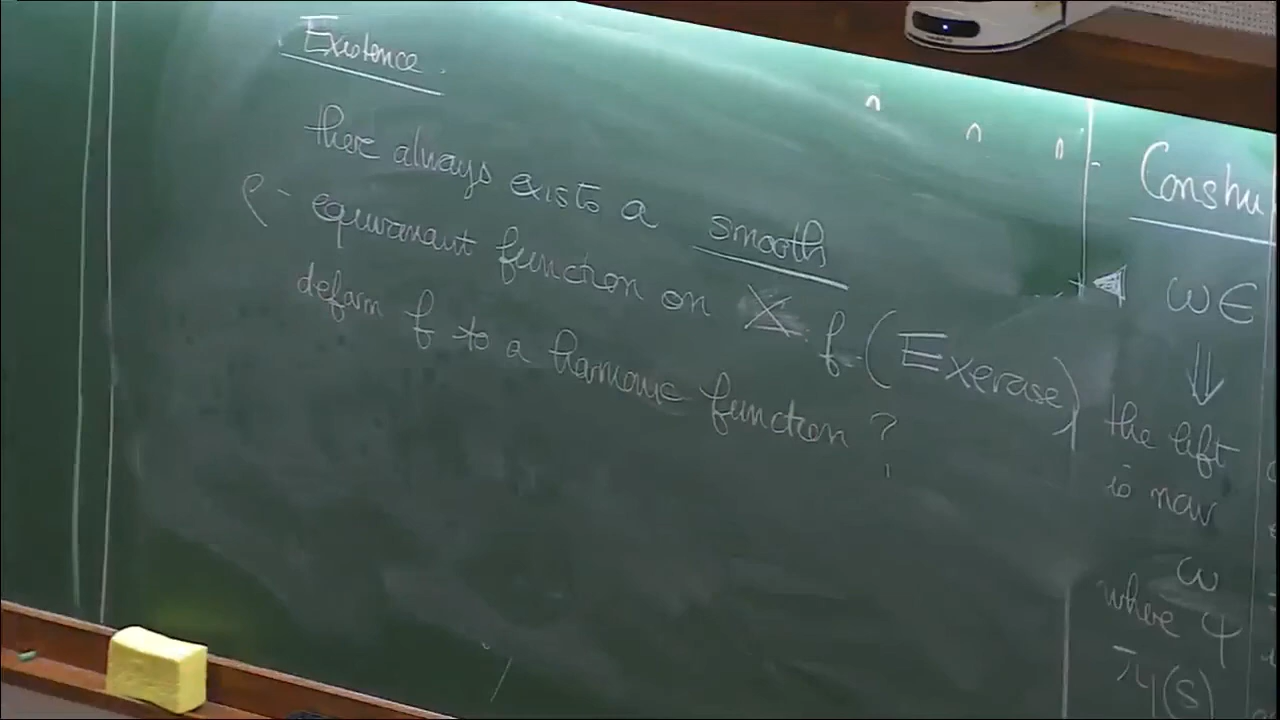 Existence.
there always exists a smooth
ρ- equivariant function on X f (Exercise)
deform f to a harmonic function ?
Constru
ω∈
⇓
the lift
is
ω
where φ
π₁(S)